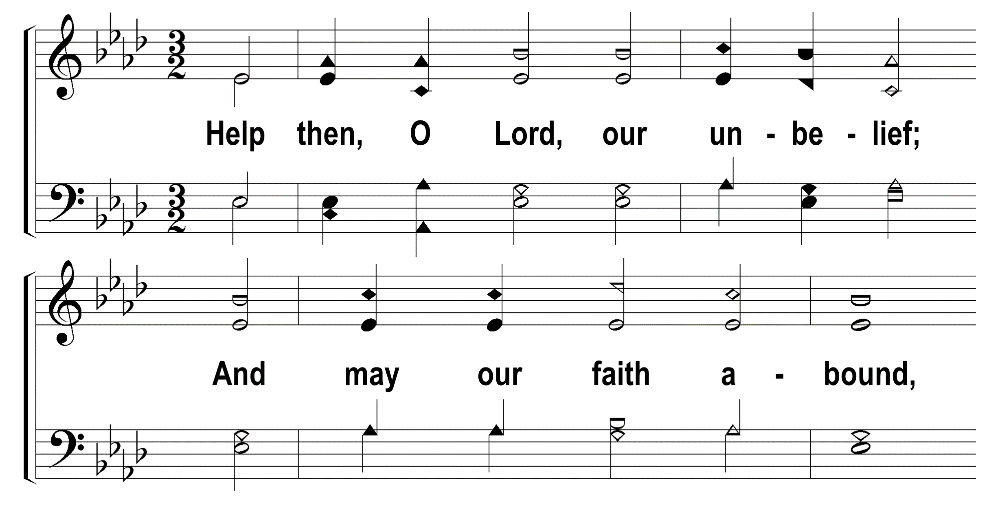 Help then, O Lord, our un - be - lief;
And may our faith a - bound,